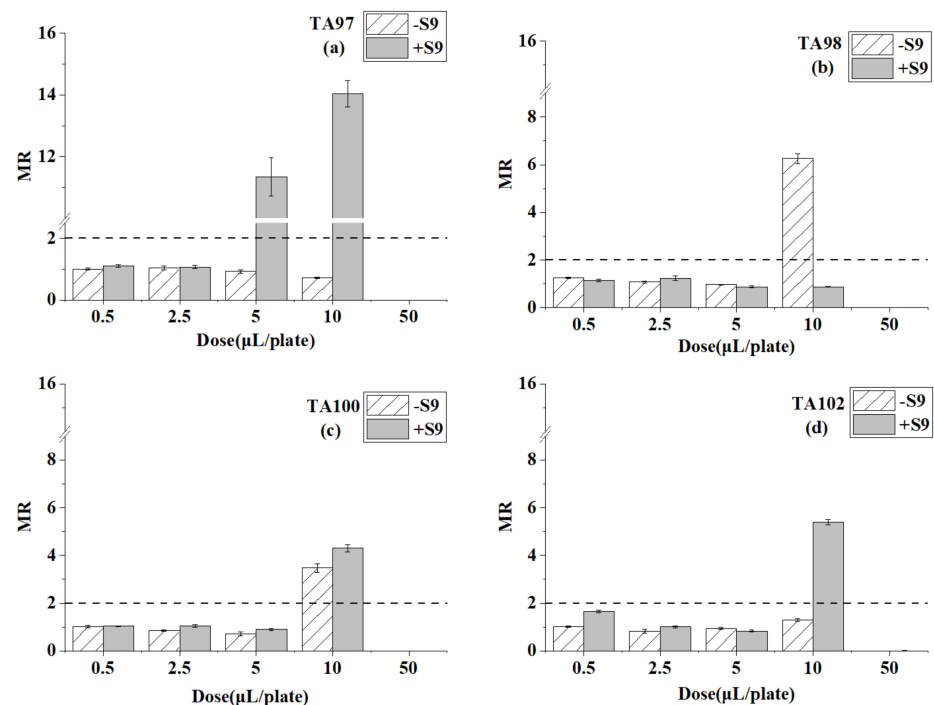 TA97
(a)
-S9
+S9
16
14
12
2
0
MR
0.5 2.5 5 10 50
Dose(μL/plate)
TA98
(b)
-S9
+S9
16
8
6
4
2
0
MR
0.5 2.5 5 10 50
Dose(μL/plate)
TA100
(c)
-S9
+S9
16
8
6
4
2
0
MR
0.5 2.5 5 10 50
Dose(μL/plate)
TA102
(d)
-S9
+S9
16
8
6
4
2
0
MR
0.5 2.5 5 10 50
Dose(μL/plate)